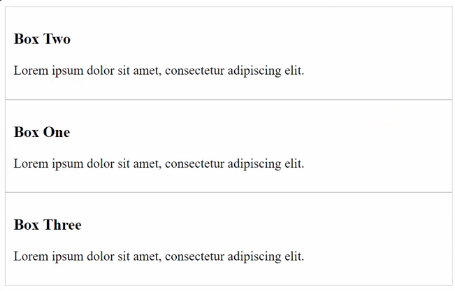 Box Two
Lorem ipsum dolor sit amet, consectetur adipiscing elit.
Box One
Lorem ipsum dolor sit amet, consectetur adipiscing elit.
Box Three
Lorem ipsum dolor sit amet, consectetur adipiscing elit.